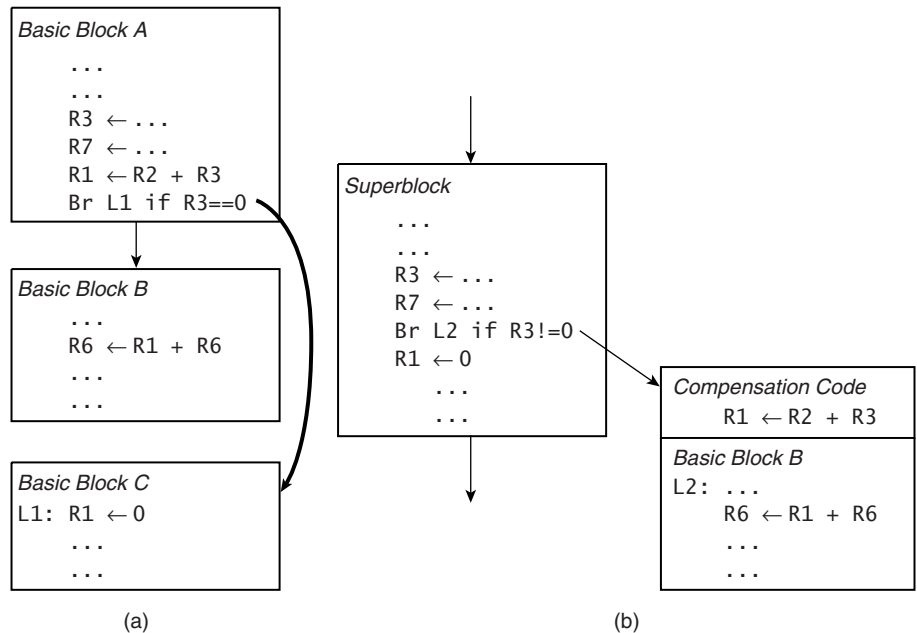 Basic Block A
...
...
R3 ← ...
R7 ← ...
R1 ← R2 + R3
Br L1 if R3==0
Basic Block B
...
R6 ← R1 + R6
...
...
Basic Block C
L1: R1 ← 0
...
...
(a)
Superblock
...
...
R3 ← ...
R7 ← ...
Br L2 if R3!=0
R1 ← 0
...
...
Compensation Code
R1 ← R2 + R3
Basic Block B
L2: ...
R6 ← R1 + R6
...
...
(b)